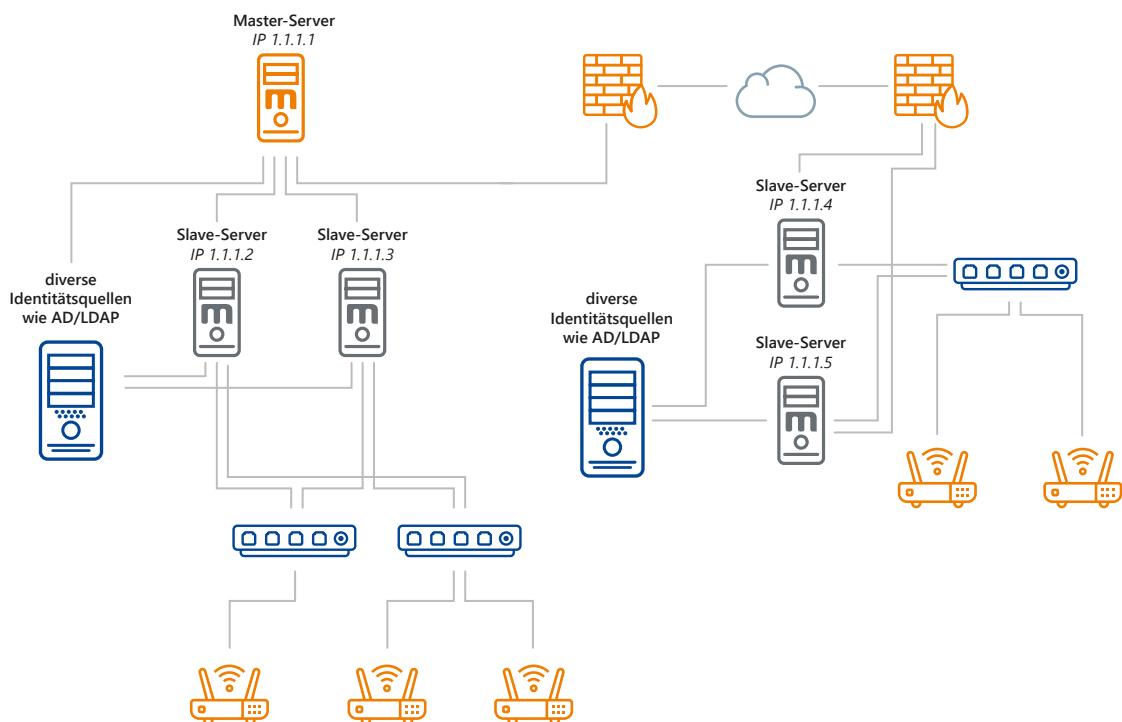 Master-Server
IP 1.1.1.1
Slave-Server
IP 1.1.1.2
Slave-Server
IP 1.1.1.3
diverse
Identitätsquellen
wie AD/LDAP
Slave-Server
IP 1.1.1.4
diverse
Identitätsquellen
wie AD/LDAP
Slave-Server
IP 1.1.1.5